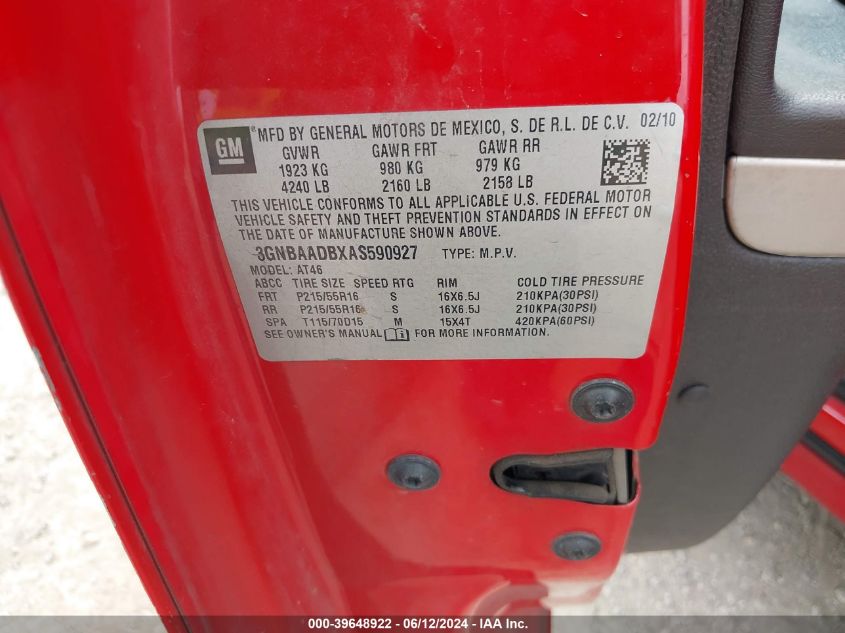 GM ® MFD BY GENERAL MOTORS DE MEXICO, S. DE R.L. DE C.V. 02/10
GVWR GAWR FRT GAWR RR
1923 KG 980 KG 979 KG
4240 LB 2160 LB 2158 LB
THIS VEHICLE CONFORMS TO ALL APPLICABLE U.S. FEDERAL MOTOR
VEHICLE SAFETY AND THEFT PREVENTION STANDARDS IN EFFECT ON
THE DATE OF MANUFACTURE SHOWN ABOVE.
3GNBAADBXAS590927 TYPE: M.P.V.
MODEL: AT46
ABCC TIRE SIZE SPEED RTG RIM COLD TIRE PRESSURE
FRT P215/55R16 S 16X6.5J 210KPA(30PSI)
RR P215/55R16 S 16X6.5J 210KPA(30PSI)
SPA T115/70D15 M 15X4T 420KPA(60PSI)
SEE OWNER'S MANUAL i FOR MORE INFORMATION.
000-39648922 - 06/12/2024 - IAAI.com